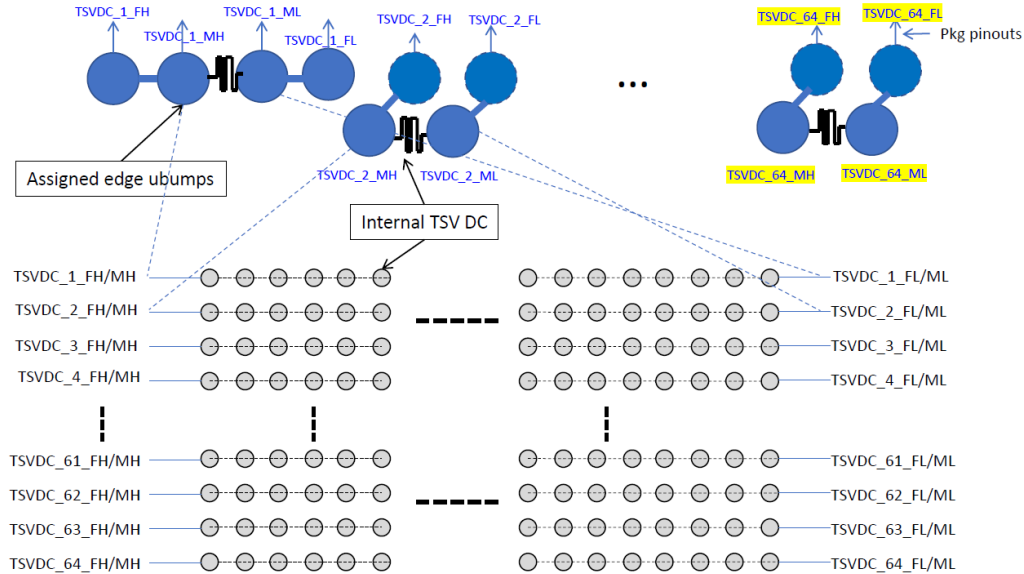 TSVDC_1_FH
TSVDC_1_MH
TSVDC_1_ML
TSVDC_1_FL
TSVDC_2_FH
TSVDC_2_FL
TSVDC_64_FH
TSVDC_64_FL
Pkg pinouts
...
Assigned edge ubumps
TSVDC_2_MH
TSVDC_2_ML
TSVDC_64_MH
TSVDC_64_ML
Internal TSV DC
TSVDC_1_FH/MH
TSVDC_1_FL/ML
TSVDC_2_FH/MH
TSVDC_2_FL/ML
TSVDC_3_FH/MH
TSVDC_3_FL/ML
TSVDC_4_FH/MH
TSVDC_4_FL/ML
TSVDC_61_FH/MH
TSVDC_61_FL/ML
TSVDC_62_FH/MH
TSVDC_62_FL/ML
TSVDC_63_FH/MH
TSVDC_63_FL/ML
TSVDC_64_FH/MH
TSVDC_64_FL/ML